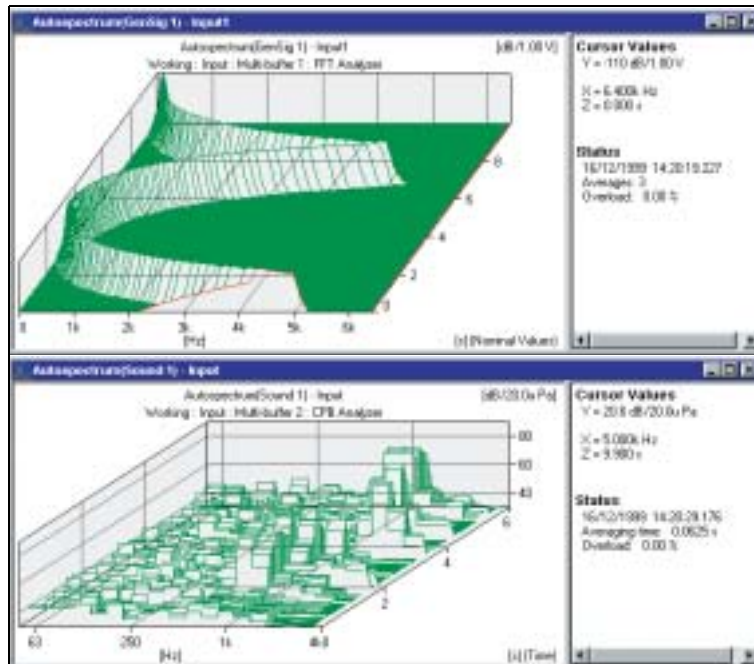 Autospectrum(GenSig 1) - Input1
Autospectrum(GenSig 1) - Input1
[dB/1.00 V]
Working : Input : Multi-buffer 1 : FFT Analyzer
8
6
4
2
0
0 1k 2k 3k 4k 5k 6k
[Hz]
[s] (Nominal Values)
Cursor Values
Y = -110 dB/1.00 V
X = 6.400k Hz
Z = 0.000 s
Status
16/12/1999 14:20:19.227
Averages: 3
Overload: 0.00 %
Autospectrum(Sound 1) - Input
Autospectrum(Sound 1) - Input
[dB/20.0u Pa]
Working : Input : Multi-buffer 2 : CPB Analyzer
80
60
40
6
4
2
63 250 1k 4k0
[Hz]
[s] (Time)
Cursor Values
Y = 20.8 dB/20.0u Pa
X = 5.000k Hz
Z = 9.900 s
Status
16/12/1999 14:20:29.176
Averaging time: 0.0625 s
Overload: 0.00 %